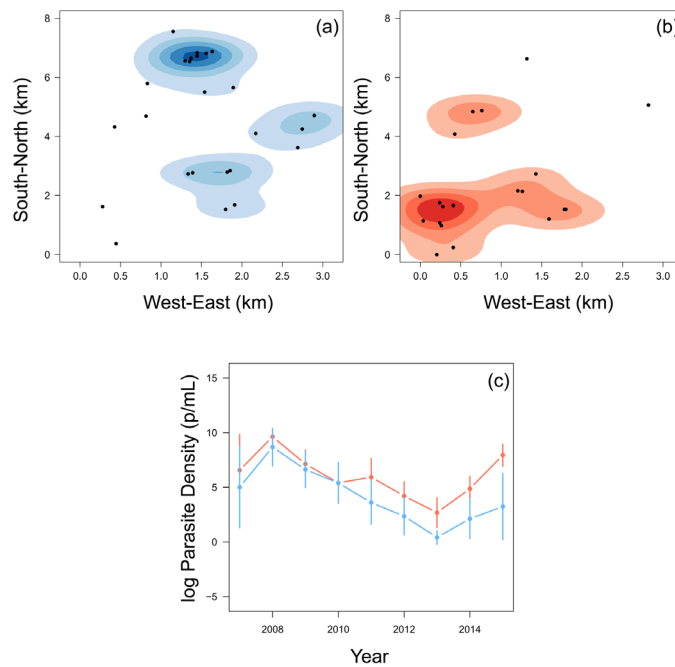 (a)
South-North (km)
8
6
4
2
0
0.0 0.5 1.0 1.5 2.0 2.5 3.0
West-East (km)
(b)
South-North (km)
8
6
4
2
0
0.0 0.5 1.0 1.5 2.0 2.5 3.0
West-East (km)
(c)
log Parasite Density (p/mL)
15
10
5
0
−5
2008 2010 2012 2014
Year